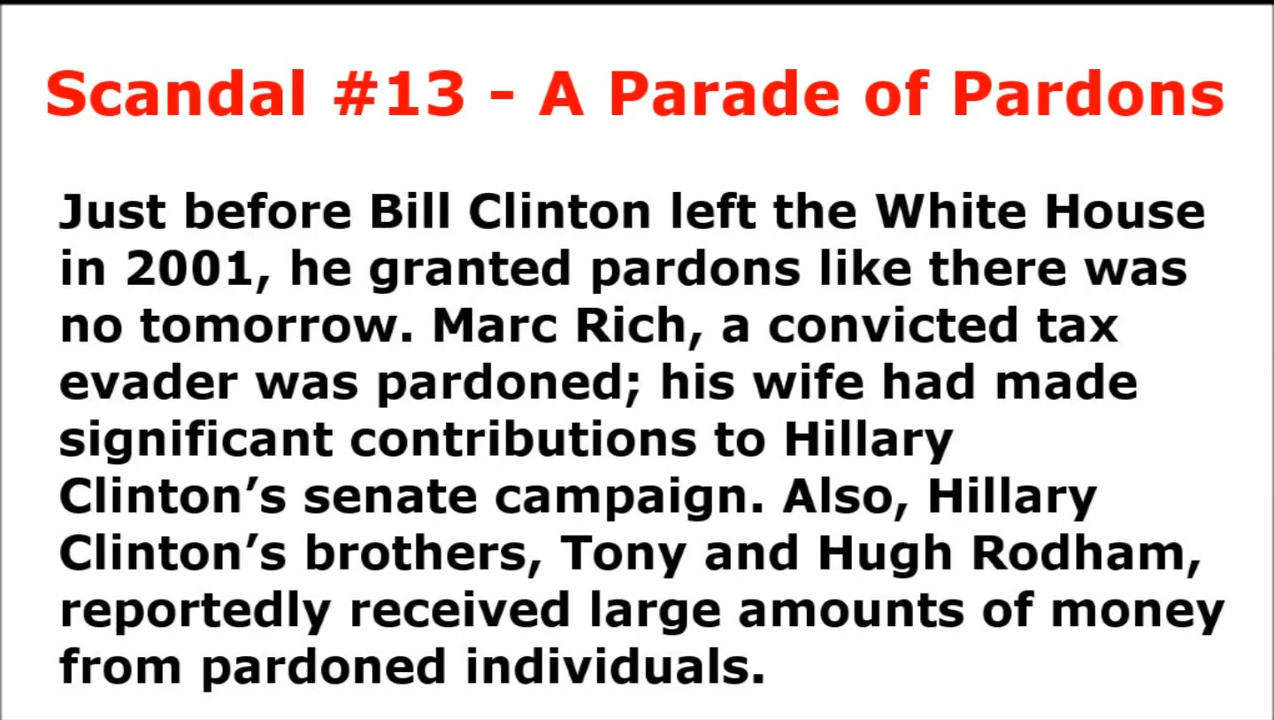 Scandal #13 - A Parade of Pardons
Just before Bill Clinton left the White House
in 2001, he granted pardons like there was
no tomorrow. Marc Rich, a convicted tax
evader was pardoned; his wife had made
significant contributions to Hillary
Clinton’s senate campaign. Also, Hillary
Clinton’s brothers, Tony and Hugh Rodham,
reportedly received large amounts of money
from pardoned individuals.